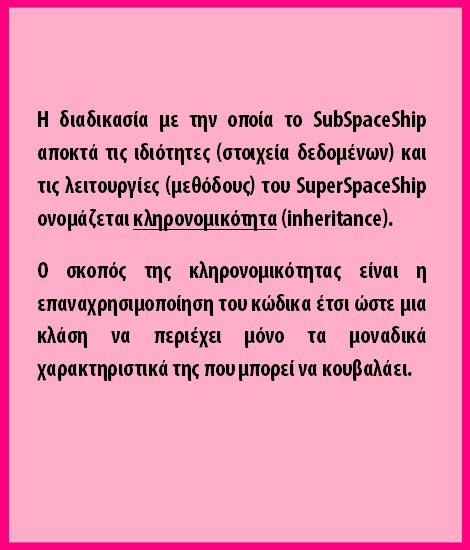 Η διαδικασία με την οποία το SubSpaceShip
αποκτά τις ιδιότητες (στοιχεία δεδομένων) και
τις λειτουργίες (μεθόδους) του SuperSpaceShip
ονομάζεται κληρονομικότητα (inheritance).
Ο σκοπός της κληρονομικότητας είναι η
επαναχρησιμοποίηση του κώδικα έτσι ώστε μια
κλάση να περιέχει μόνο τα μοναδικά
χαρακτηριστικά της που μπορεί να κουβαλάει.